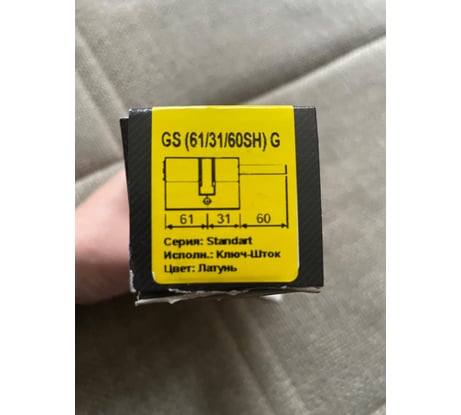 GS (61/31/60SH) G
61 31 60
Серия: Standart
Исполн.: Ключ-Шток
Цвет: Латунь